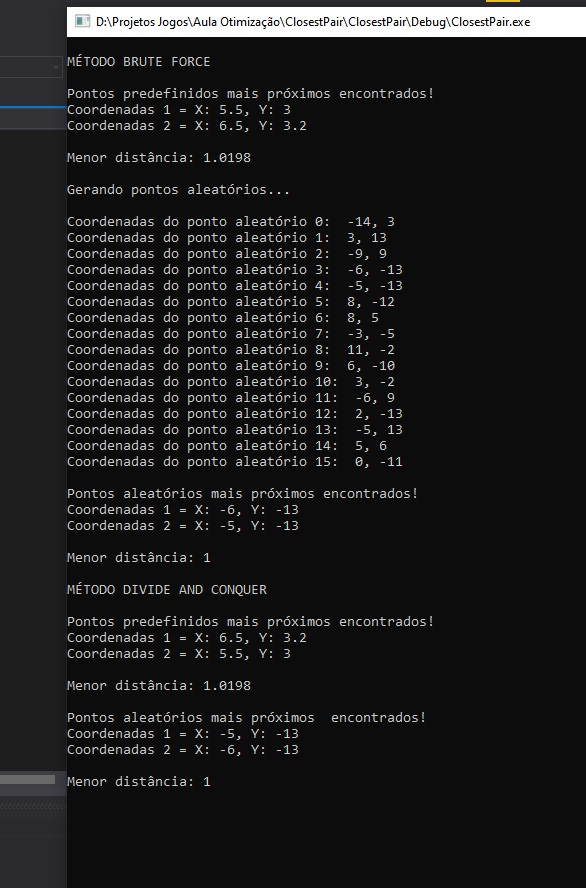 D:\Projetos Jogos\Aula Otimização\ClosestPair\ClosestPair\Debug\ClosestPair.exe
MÉTODO BRUTE FORCE
Pontos predefinidos mais próximos encontrados!
Coordenadas 1 = X: 5.5, Y: 3
Coordenadas 2 = X: 6.5, Y: 3.2
Menor distância: 1.0198
Gerando pontos aleatórios...
Coordenadas do ponto aleatório 0:  -14, 3
Coordenadas do ponto aleatório 1:  3, 13
Coordenadas do ponto aleatório 2:  -9, 9
Coordenadas do ponto aleatório 3:  -6, -13
Coordenadas do ponto aleatório 4:  -5, -13
Coordenadas do ponto aleatório 5:  8, -12
Coordenadas do ponto aleatório 6:  8, 5
Coordenadas do ponto aleatório 7:  -3, -5
Coordenadas do ponto aleatório 8:  11, -2
Coordenadas do ponto aleatório 9:  6, -10
Coordenadas do ponto aleatório 10:  3, -2
Coordenadas do ponto aleatório 11:  -6, 9
Coordenadas do ponto aleatório 12:  2, -13
Coordenadas do ponto aleatório 13:  -5, 13
Coordenadas do ponto aleatório 14:  5, 6
Coordenadas do ponto aleatório 15:  0, -11
Pontos aleatórios mais próximos encontrados!
Coordenadas 1 = X: -6, Y: -13
Coordenadas 2 = X: -5, Y: -13
Menor distância: 1
MÉTODO DIVIDE AND CONQUER
Pontos predefinidos mais próximos encontrados!
Coordenadas 1 = X: 6.5, Y: 3.2
Coordenadas 2 = X: 5.5, Y: 3
Menor distância: 1.0198
Pontos aleatórios mais próximos  encontrados!
Coordenadas 1 = X: -5, Y: -13
Coordenadas 2 = X: -6, Y: -13
Menor distância: 1